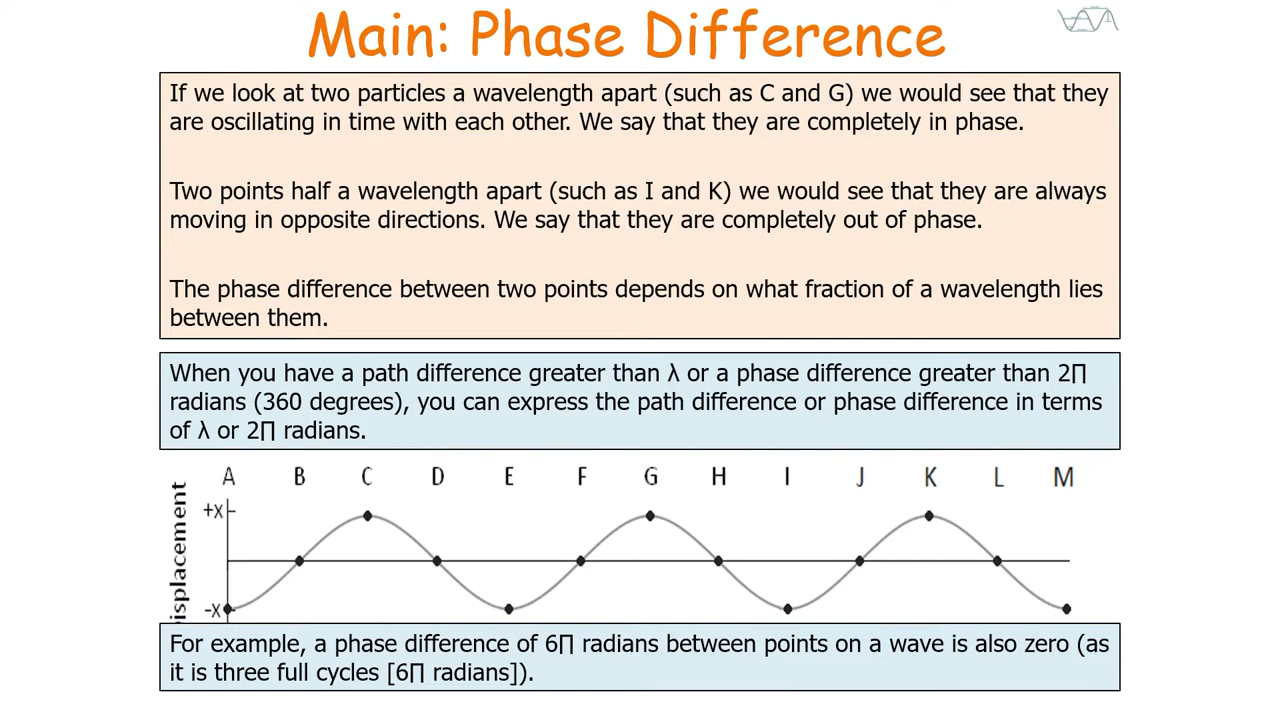 Main: Phase Difference
If we look at two particles a wavelength apart (such as C and G) we would see that they
are oscillating in time with each other. We say that they are completely in phase.
Two points half a wavelength apart (such as I and K) we would see that they are always
moving in opposite directions. We say that they are completely out of phase.
The phase difference between two points depends on what fraction of a wavelength lies
between them.
When you have a path difference greater than λ or a phase difference greater than 2Π
radians (360 degrees), you can express the path difference or phase difference in terms
of λ or 2Π radians.
A B C D E F G H I J K L M
+X
-X
isplacement
For example, a phase difference of 6Π radians between points on a wave is also zero (as
it is three full cycles [6Π radians]).